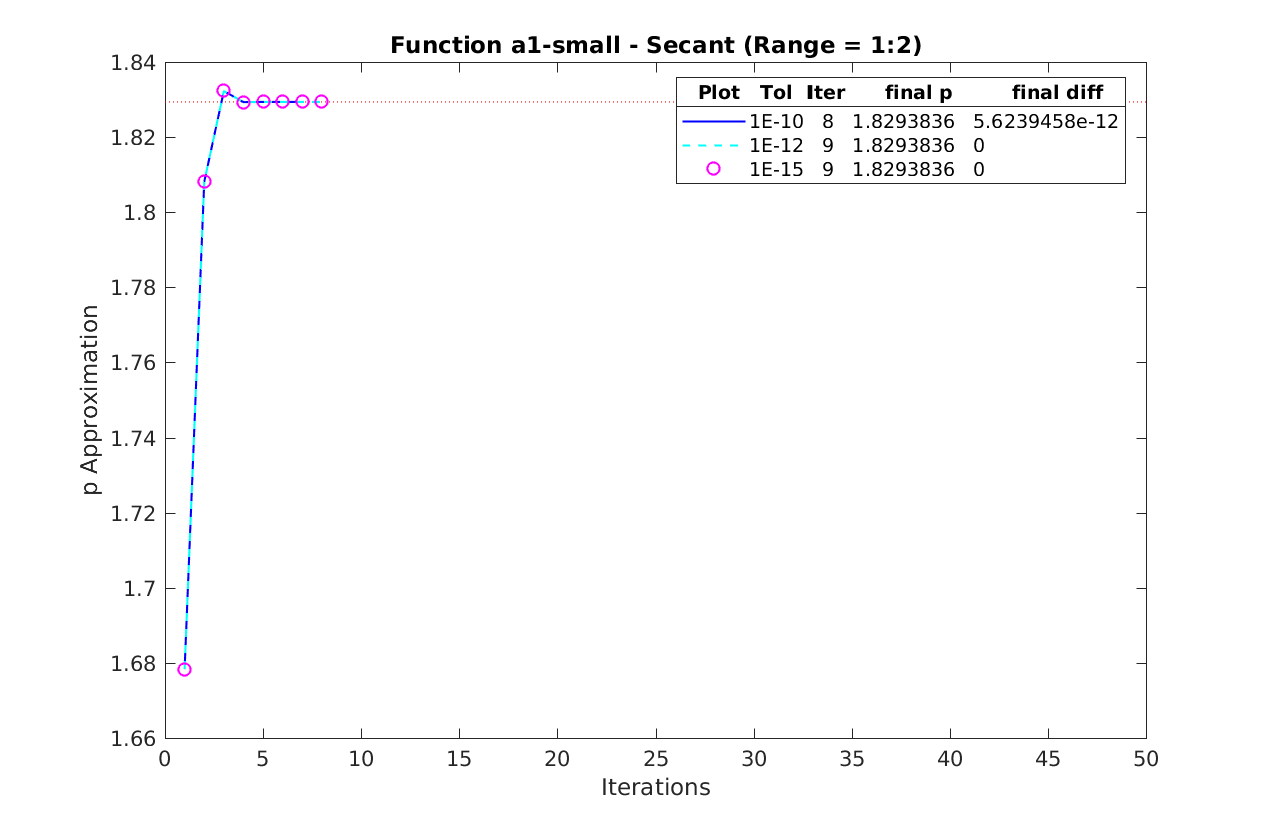 Function a1-small - Secant (Range = 1:2)
Plot Tol Iter final p final diff
1E-10 8 1.8293836 5.6239458e-12
1E-12 9 1.8293836 0
1E-15 9 1.8293836 0
p Approximation
1.84
1.82
1.8
1.78
1.76
1.74
1.72
1.7
1.68
1.66
0 5 10 15 20 25 30 35 40 45 50
Iterations